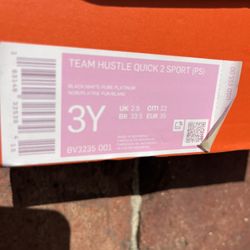 TEAM HUSTLE QUICK 2 SPORT (PS)
BLACK/WHITE-PURE PLATINUM
NOIR/PLATINE PUR/BLANC
3Y
UK 2.5 CM 22
BR 33.5 EUR 35
BV3235 001